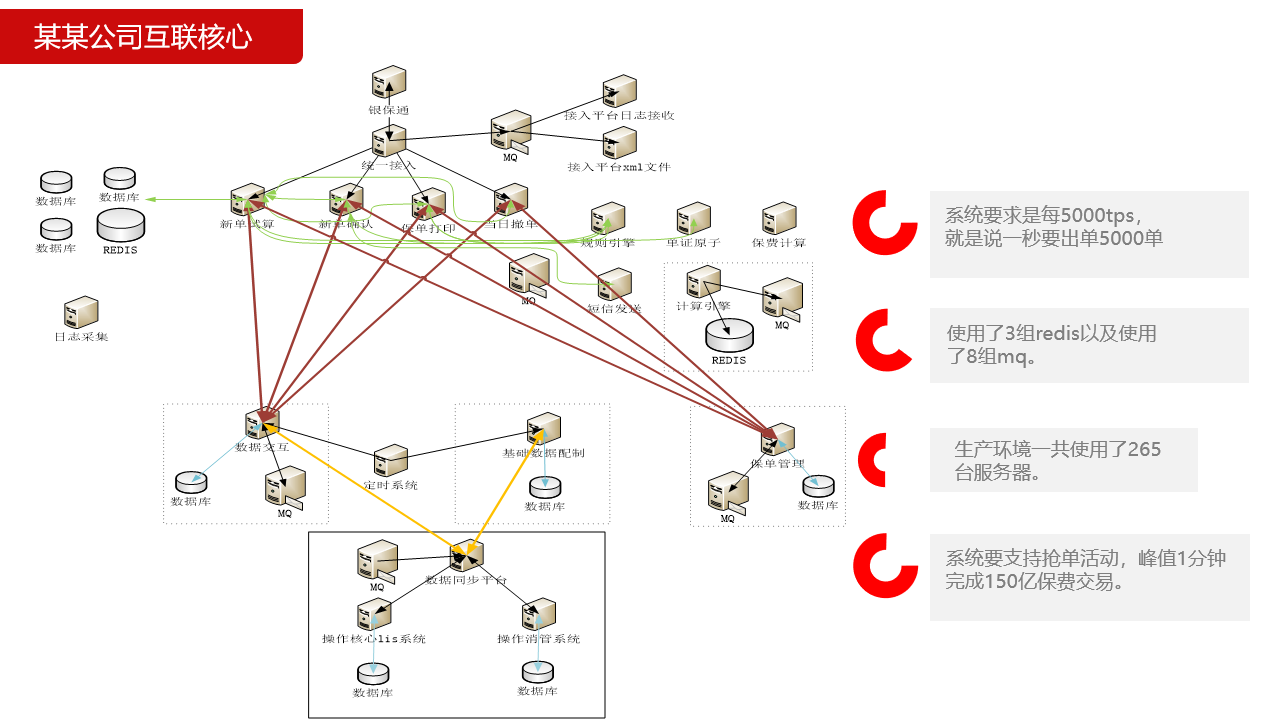 某某公司互联核心
银保通
接入平台日志接收
统一接入
MQ
接入平台xml文件
数据库
数据库
新单试算
新单确认
保单打印
当日撤单
规则引擎
单证原子
保费计算
数据库
REDIS
MQ
短信发送
计算引擎
MQ
REDIS
日志采集
数据交互
数据库
MQ
定时系统
基础数据配制
数据库
保单管理
MQ
数据库
MQ
数据同步平台
操作核心lis系统
操作消管系统
数据库
数据库
系统要求是每5000tps，
就是说一秒要出单5000单
使用了3组redis以及使用
了8组mq。
生产环境一共使用了265
台服务器。
系统要支持抢单活动，峰值1分钟
完成150亿保费交易。